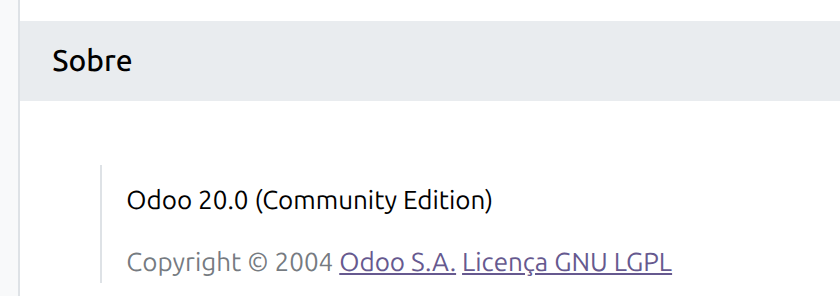 Sobre
Odoo 20.0 (Community Edition)
Copyright © 2004 Odoo S.A. Licença GNU LGPL